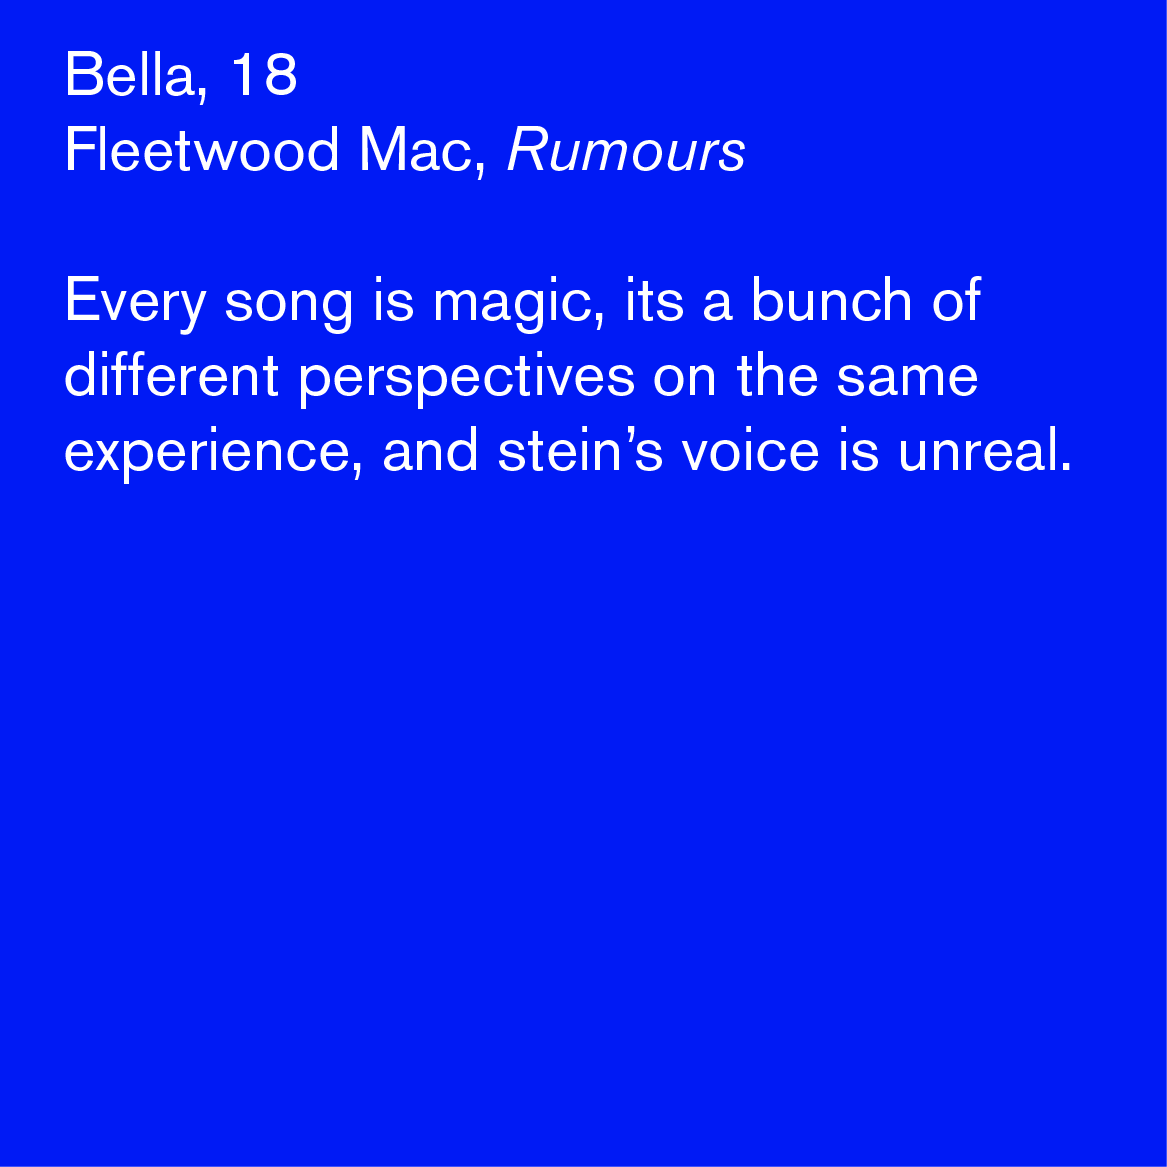 Bella, 18
Fleetwood Mac, Rumours
Every song is magic, its a bunch of
different perspectives on the same
experience, and stein’s voice is unreal.